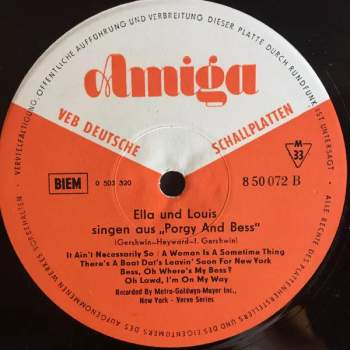 VERVIELFÄLTIGUNG, ÖFFENTLICHE AUFFÜHRUNG UND VERBREITUNG DIESER PLATTE DURCH RUNDFUNK IST UNTERSAGT
Amiga
VEB DEUTSCHE SCHALLPLATTEN
BIEM
0 503 320
M
33
8 50 072 B
Ella und Louis
singen aus „Porgy And Bess"
(Gershwin-Heyward-I. Gershwin)
It Ain't Necessarily So / A Woman Is A Sometime Thing
There's A Boat Dat's Leavin' Soon For New York
Bess, Oh Where's My Bess?
Oh Lawd, I'm On My Way
Recorded By Metro-Goldwyn-Mayer Inc.,
New York - Verve Series
ALLE RECHTE DES PLATTENHERSTELLERS UND DES EIGENTÜMERS DES AUFGENOMMENEN WERKES VORBEHALTEN